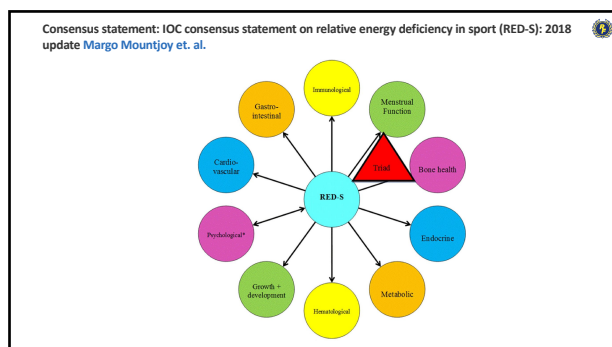 Consensus statement: IOC consensus statement on relative energy deficiency in sport (RED-S): 2018
update Margo Mountjoy et. al.
Immunological
Gastro-
intestinal
Menstrual
Function
Cardio-
vascular
Triad
Bone health
RED-S
Psychological*
Endocrine
Growth +
development
Metabolic
Hematological